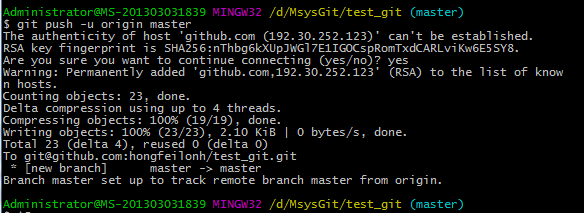 Administrator@MS-201303031839 MINGW32 /d/MsysGit/test_git (master)
$ git push -u origin master
The authenticity of host 'github.com (192.30.252.123)' can't be established.
RSA key fingerprint is SHA256:nThbg6kXUpJWGl7E1IGOCspRomTxdCARLviKw6E5SY8.
Are you sure you want to continue connecting (yes/no)? yes
Warning: Permanently added 'github.com,192.30.252.123' (RSA) to the list of know
n hosts.
Counting objects: 23, done.
Delta compression using up to 4 threads.
Compressing objects: 100% (19/19), done.
Writing objects: 100% (23/23), 2.10 KiB | 0 bytes/s, done.
Total 23 (delta 4), reused 0 (delta 0)
To git@github.com:hongfeilonh/test_git.git
 * [new branch]      master -> master
Branch master set up to track remote branch master from origin.
Administrator@MS-201303031839 MINGW32 /d/MsysGit/test_git (master)